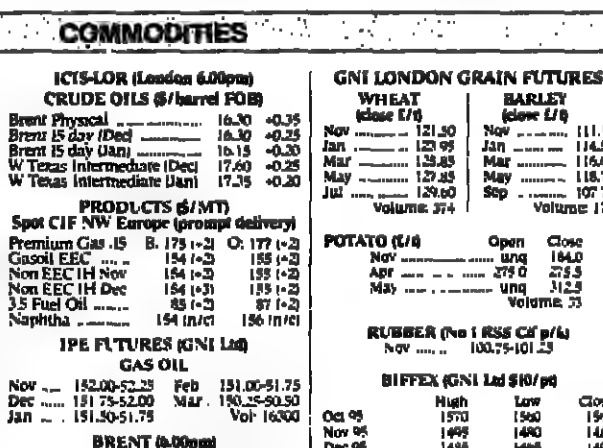 COMMODITIES
ICIS-LOR (London 6.00pm)
CRUDE OILS ($/barrel FOB)
Brent Physical 16.30 +0.35
Brent 15 day (Dec) 16.30 +0.25
Brent 15 day (Jan) 16.15 +0.20
W Texas Intermediate (Dec) 17.60 +0.25
W Texas Intermediate (Jan) 17.35 +0.20
PRODUCTS ($/MT)
Spot CIF NW Europe (prompt delivery)
Premium Gas .15 B: 175 (+2) O: 177 (+2)
Gasoil EEC 154 (+2) 155 (+2)
Non EEC 1H Nov 154 (+2) 155 (+2)
Non EEC 1H Dec 154 (+3) 155 (+2)
3.5 Fuel Oil 85 (+2) 87 (+2)
Naphtha 154 (n/c) 156 (n/c)
IPE FUTURES (GNI Ltd)
GAS OIL
Nov 152.00-52.25 Feb 151.00-51.75
Dec 151.75-52.00 Mar 150.25-50.50
Jan 151.50-51.75 Vol: 16300
BRENT (6.00pm)
GNI LONDON GRAIN FUTURES
WHEAT
(close £/t)
Nov 121.50
Jan 123.95
Mar
May
Jul 129.60
Volume: 374
BARLEY
(close £/t)
Nov
Jan
Mar
May
Sep
Volume
POTATO (£/t) Open Close
Nov unq 164.0
Apr 275.0 275.5
May unq 312.5
Volume: 33
RUBBER (No 1 RSS Cif p/k)
Nov 100.75-101.25
BIFFEX (GNI Ltd $10/pt)
High Low
Oct 95 1570 1560
Nov 95 1495 1480
Dec 95